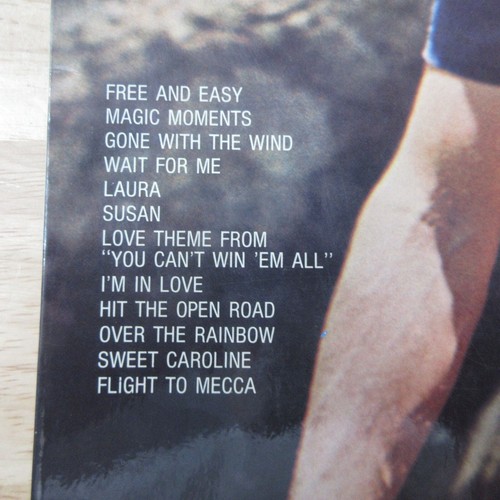 FREE AND EASY
MAGIC MOMENTS
GONE WITH THE WIND
WAIT FOR ME
LAURA
SUSAN
LOVE THEME FROM
“YOU CAN’T WIN ’EM ALL”
I’M IN LOVE
HIT THE OPEN ROAD
OVER THE RAINBOW
SWEET CAROLINE
FLiGHT TO MECCA